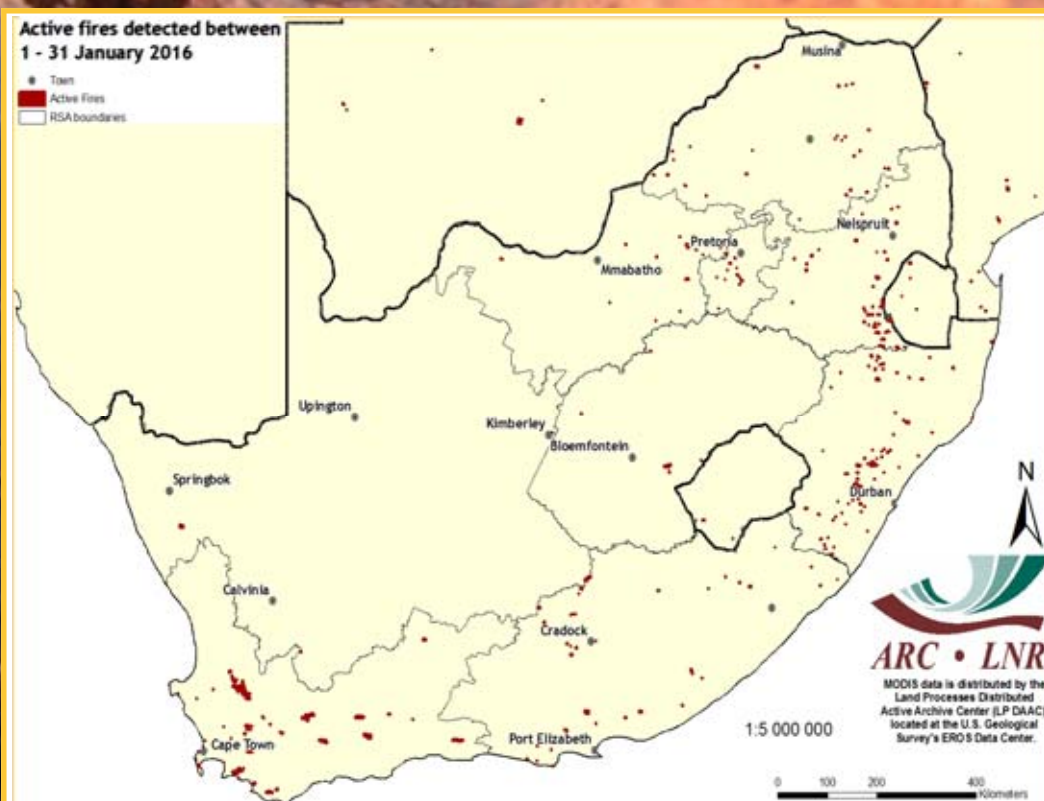 Active fires detected between
1 - 31 January 2016
Town
Active Fires
RSA boundaries
Musina
Nelspruit
Pretoria
Mmabatho
Upington
Kimberley
Bloemfontein
Springbok
Durban
N
Calvinia
Cradock
Cape Town
Port Elizabeth
1:5 000 000
ARC • LNR
MODIS data is distributed by the
Land Processes Distributed
Active Archive Center (LP DAAC)
located at the U.S. Geological
Survey's EROS Data Center.
0 100 200 400
Kilometers